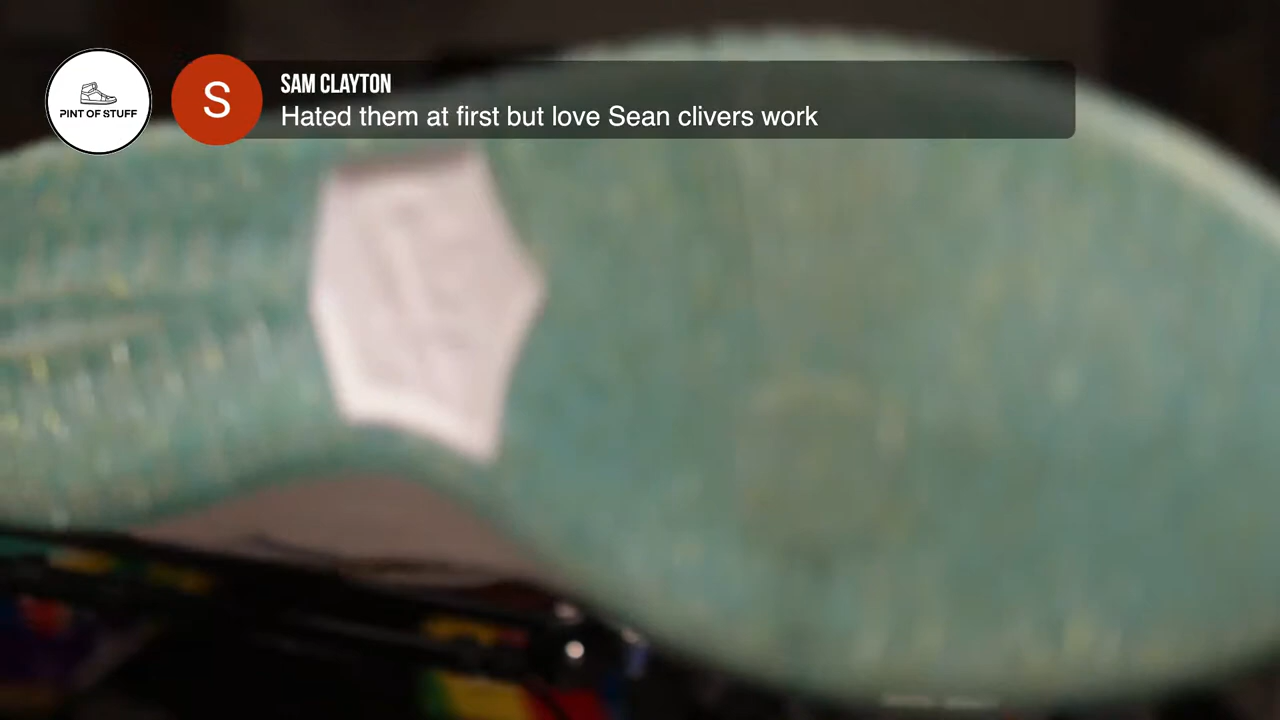 PINT OF STUFF
S
SAM CLAYTON
Hated them at first but love Sean clivers work